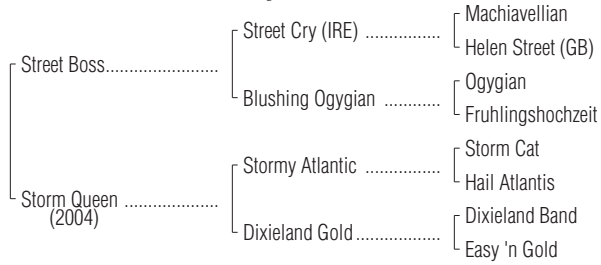 Machiavellian
Street Cry (IRE) ..................
Helen Street (GB)
Street Boss.......................
Ogygian
Blushing Ogygian ............
Fruhlingshochzeit
Storm Cat
Stormy Atlantic ...............
Hail Atlantis
Storm Queen ...................
(2004)
Dixieland Band
Dixieland Gold.................
Easy 'n Gold